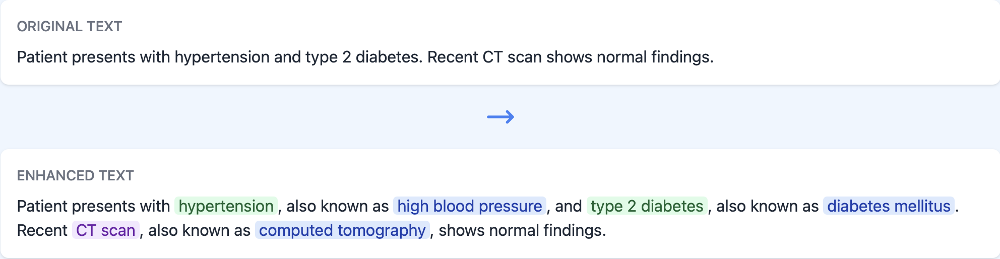 ORIGINAL TEXT
Patient presents with hypertension and type 2 diabetes. Recent CT scan shows normal findings.
ENHANCED TEXT
Patient presents with hypertension, also known as high blood pressure, and type 2 diabetes, also known as diabetes mellitus.
Recent CT scan, also known as computed tomography, shows normal findings.